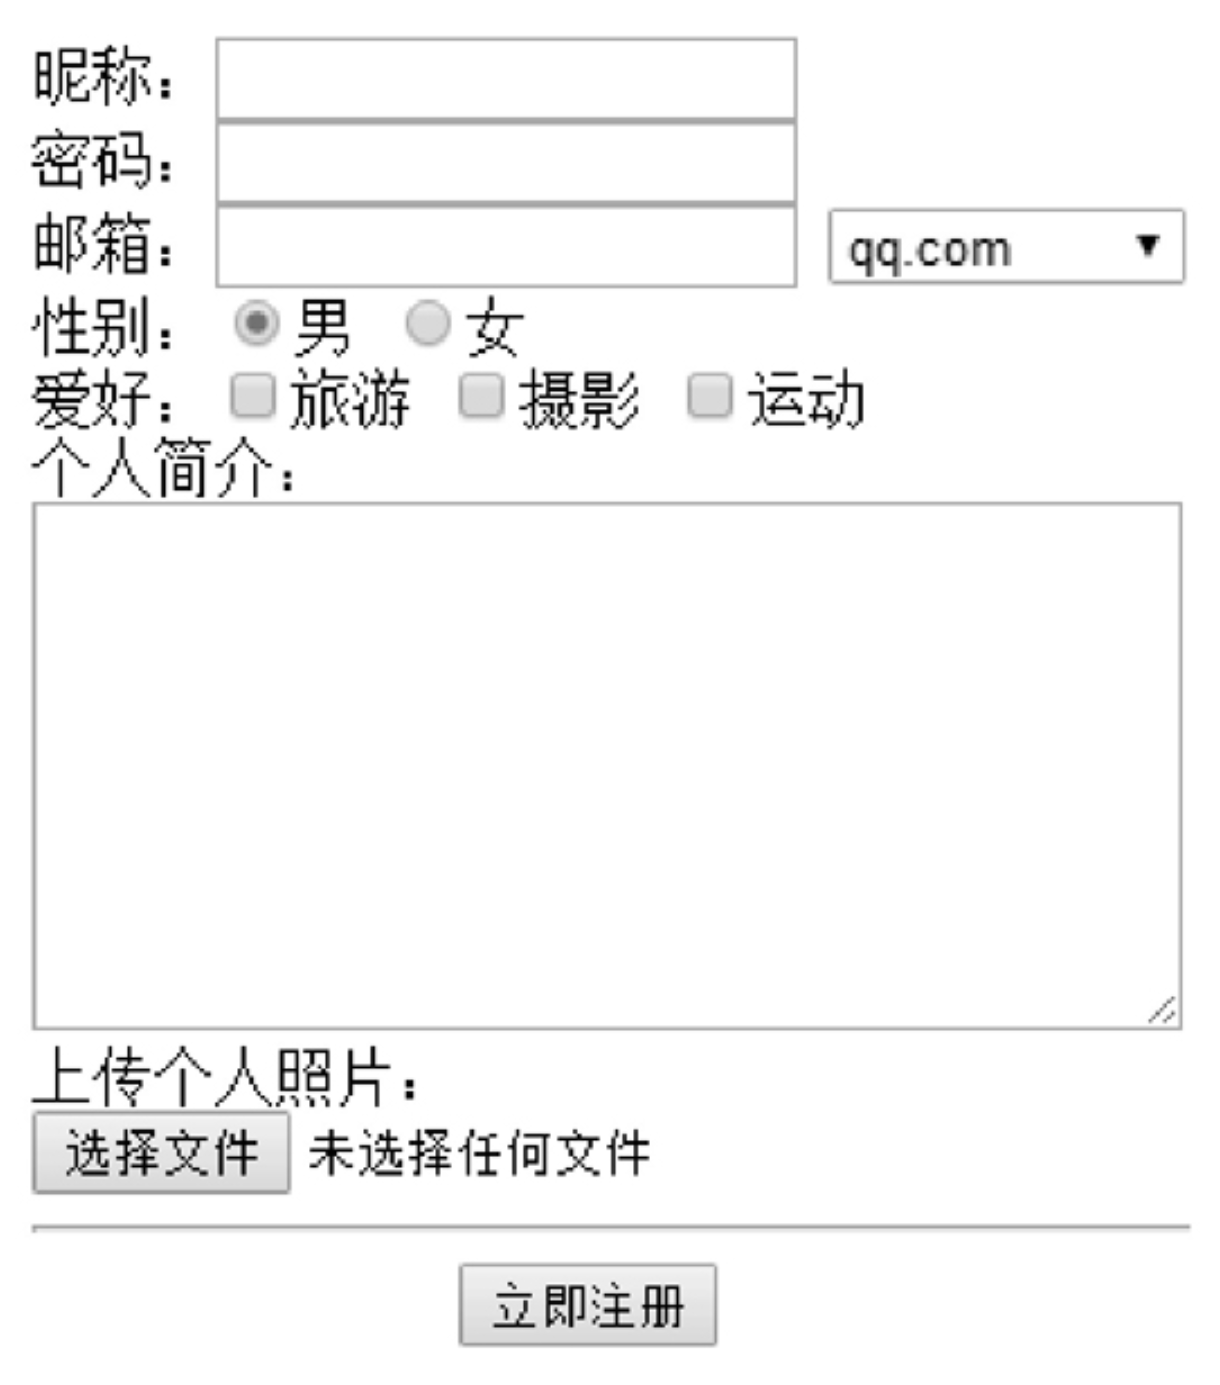 昵称：
密码：
邮箱： qq.com
性别： 男 女
爱好： 旅游 摄影 运动
个人简介：
上传个人照片：
选择文件 未选择任何文件
立即注册